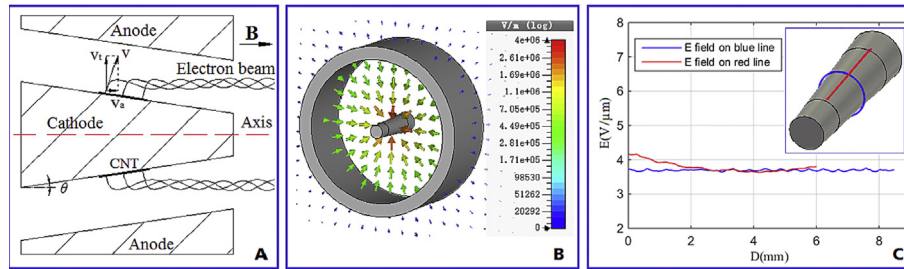 Anode
B
Vt
V
Electron beam
Va
Cathode
Axis
CNT
θ
Anode
A
V/m (log)
4e+06
2.61e+06
1.69e+06
1.1e+06
7.05e+05
4.49e+05
2.81e+05
1.71e+05
98985
51262
20292
0
B
E field on blue line
E field on red line
E(V/μm)
8
7
6
5
4
3
2
0
2
4
6
8
D(mm)
C